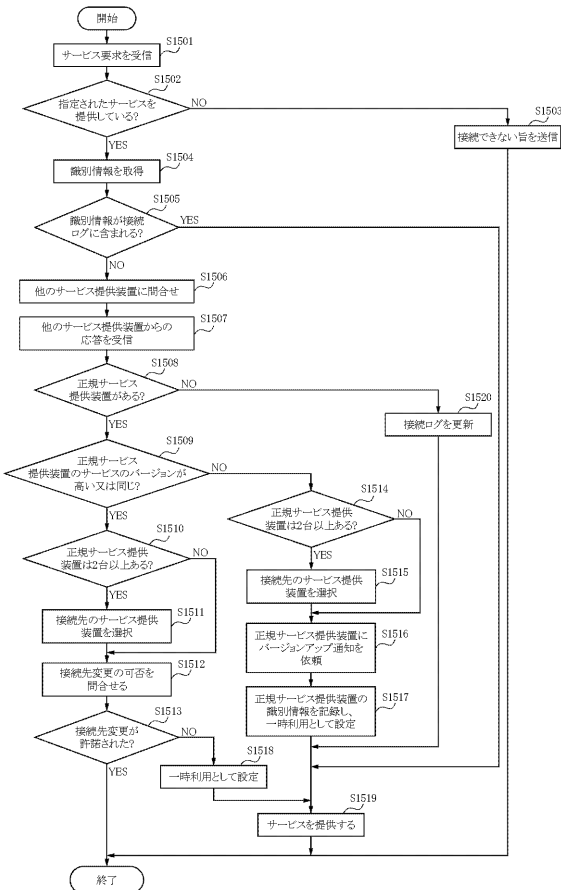 開始
S1501
サービス要求を受信
S1502
指定されたサービスを
提供している?
NO
YES
S1503
接続できない旨を送信
S1504
識別情報を取得
S1505
識別情報が接続
ログに含まれる?
YES
NO
S1506
他のサービス提供装置に問合せ
S1507
他のサービス提供装置からの
応答を受信
S1508
正規サービス
提供装置がある?
NO
YES
S1520
接続ログを更新
S1509
正規サービス
提供装置のサービスのバージョンが
高い又は同じ?
NO
YES
S1514
正規サービス提供
装置は2台以上ある?
NO
YES
S1510
正規サービス提供
装置は2台以上ある?
NO
YES
S1515
接続先のサービス提供
装置を選択
S1511
接続先のサービス提供
装置を選択
S1516
正規サービス提供装置に
バージョンアップ通知を
依頼
S1512
接続先変更の可否を
問合せる
S1517
正規サービス提供装置の
識別情報を記録し、
一時利用として設定
S1513
接続先変更が
許諾された?
NO
YES
S1518
一時利用として設定
S1519
サービスを提供する
終了